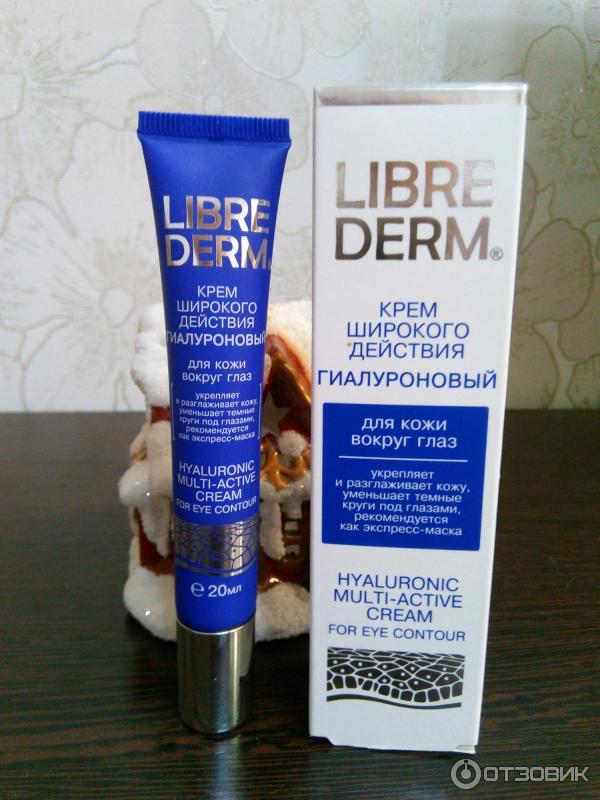 LIBRE
DERM®
КРЕМ
ШИРОКОГО
ДЕЙСТВИЯ
ГИАЛУРОНОВЫЙ
для кожи
вокруг глаз
укрепляет
и разглаживает кожу,
уменьшает темные
круги под глазами,
рекомендуется
как экспресс-маска
HYALURONIC
MULTI-ACTIVE
CREAM
FOR EYE CONTOUR
℮ 20мл
LIBRE
DERM®
КРЕМ
ШИРОКОГО
ДЕЙСТВИЯ
ГИАЛУРОНОВЫЙ
для кожи
вокруг глаз
укрепляет
и разглаживает кожу,
уменьшает темные
круги под глазами,
рекомендуется
как экспресс-маска
HYALURONIC
MULTI-ACTIVE
CREAM
FOR EYE CONTOUR
ОТЗОВИК